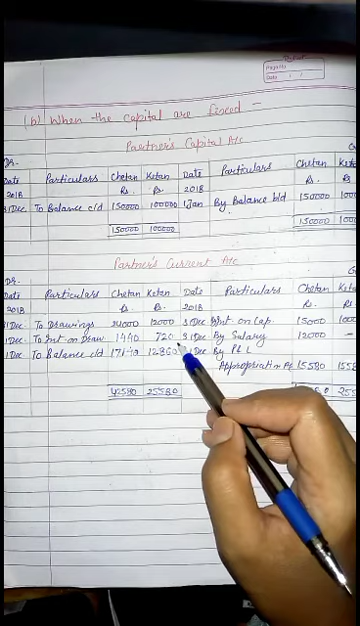 Page No.
Date / /
(b) When the capital are fixed –
Partner's Capital A/c
Dr.
Date Particulars Chetan Ketan Date Particulars Chetan
2018 Rs. Rs. 2018 Rs.
31 Dec To Balance c/d 150000 100000 1 Jan By Balance b/d 150000
150000 100000 150000
Partner's Current A/c
Dr.
Date Particulars Chetan Ketan Date Particulars Chetan
2018 Rs. Rs. 2018 Rs.
Dec To Drawings 24000 12000 31 Dec By Int on Cap. 15000
Dec To Int on Draw 1440 720 31 Dec By Salary 12000 –
Dec To Balance c/d 12860 31 Dec By P& L
Appropriation 15580
42580 25580